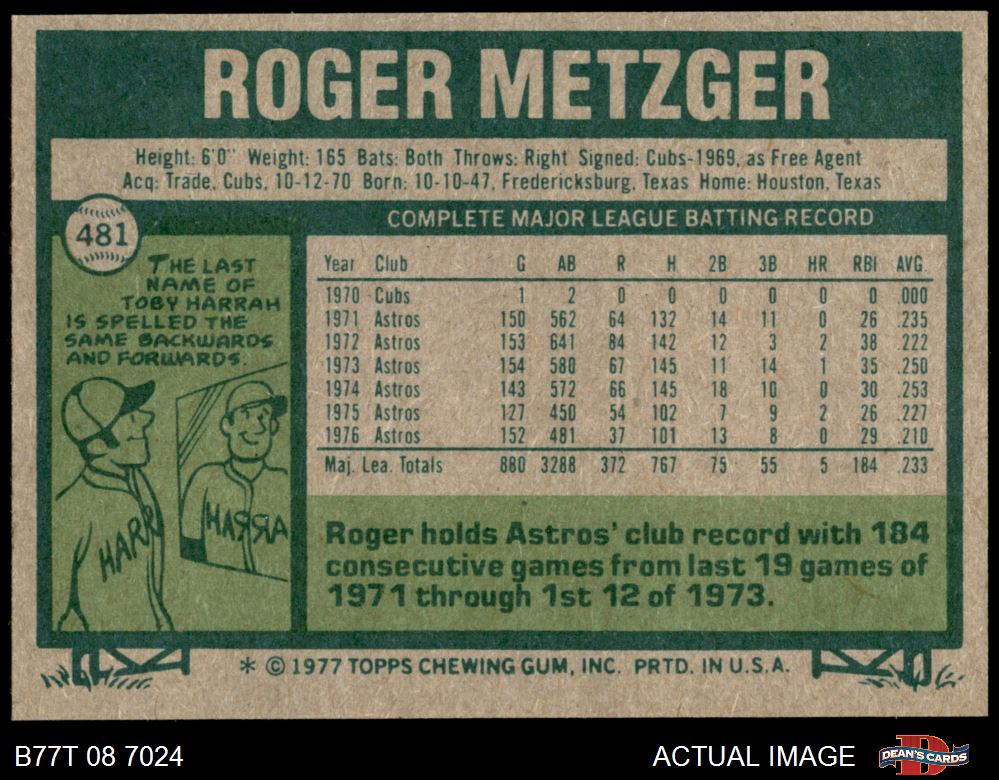 ROGER METZGER
Height: 6'0" Weight: 165 Bats: Both Throws: Right Signed: Cubs-1969, as Free Agent
Acq: Trade, Cubs, 10-12-70 Born: 10-10-47, Fredericksburg, Texas Home: Houston, Texas
481
THE LAST
NAME OF
TOBY HARRAH
IS SPELLED THE
SAME BACKWARDS
AND FORWARDS.
HARR
HARRA
COMPLETE MAJOR LEAGUE BATTING RECORD
Year Club G AB R H 2B 3B HR RBI AVG.
1970 Cubs 1 2 0 0 0 0 0 0 .000
1971 Astros 150 562 64 132 14 11 0 26 .235
1972 Astros 153 641 84 142 12 3 2 38 .222
1973 Astros 154 580 67 145 11 14 1 35 .250
1974 Astros 143 572 66 145 18 10 0 30 .253
1975 Astros 127 450 54 102 7 9 2 26 .227
1976 Astros 152 481 37 101 13 8 0 29 .210
Maj. Lea. Totals 880 3288 372 767 75 55 5 184 .233
Roger holds Astros' club record with 184
consecutive games from last 19 games of
1971 through 1st 12 of 1973.
* © 1977 TOPPS CHEWING GUM, INC. PRTD. IN U.S.A.
B77T 08 7024
ACTUAL IMAGE
D
DEAN'S CARDS